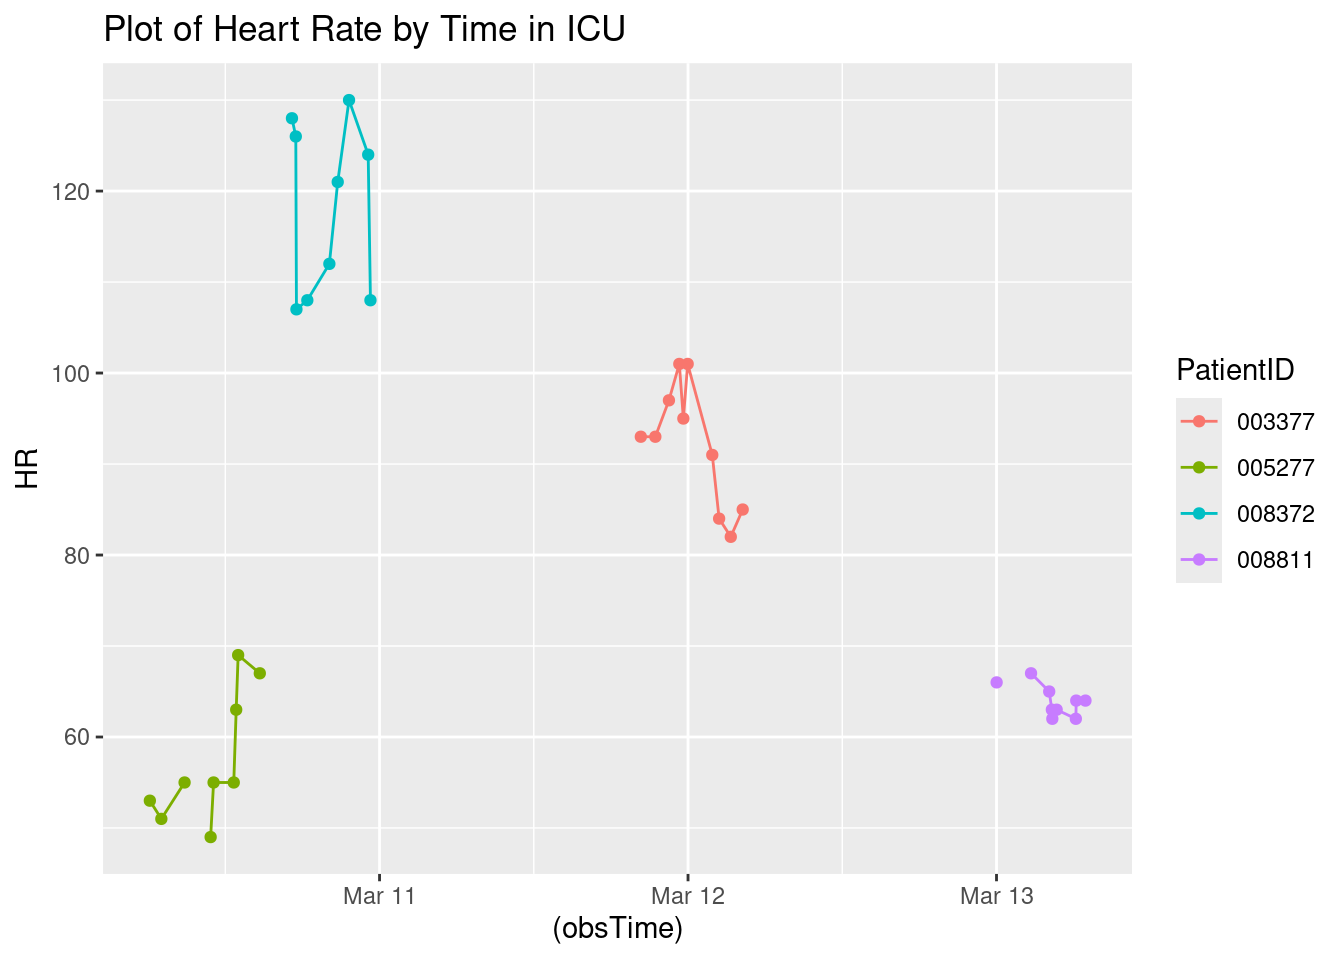 Plot of Heart Rate by Time in ICU
120
100
80
60
HR
Mar 11
Mar 12
Mar 13
(obsTime)
PatientID
003377
005277
008372
008811